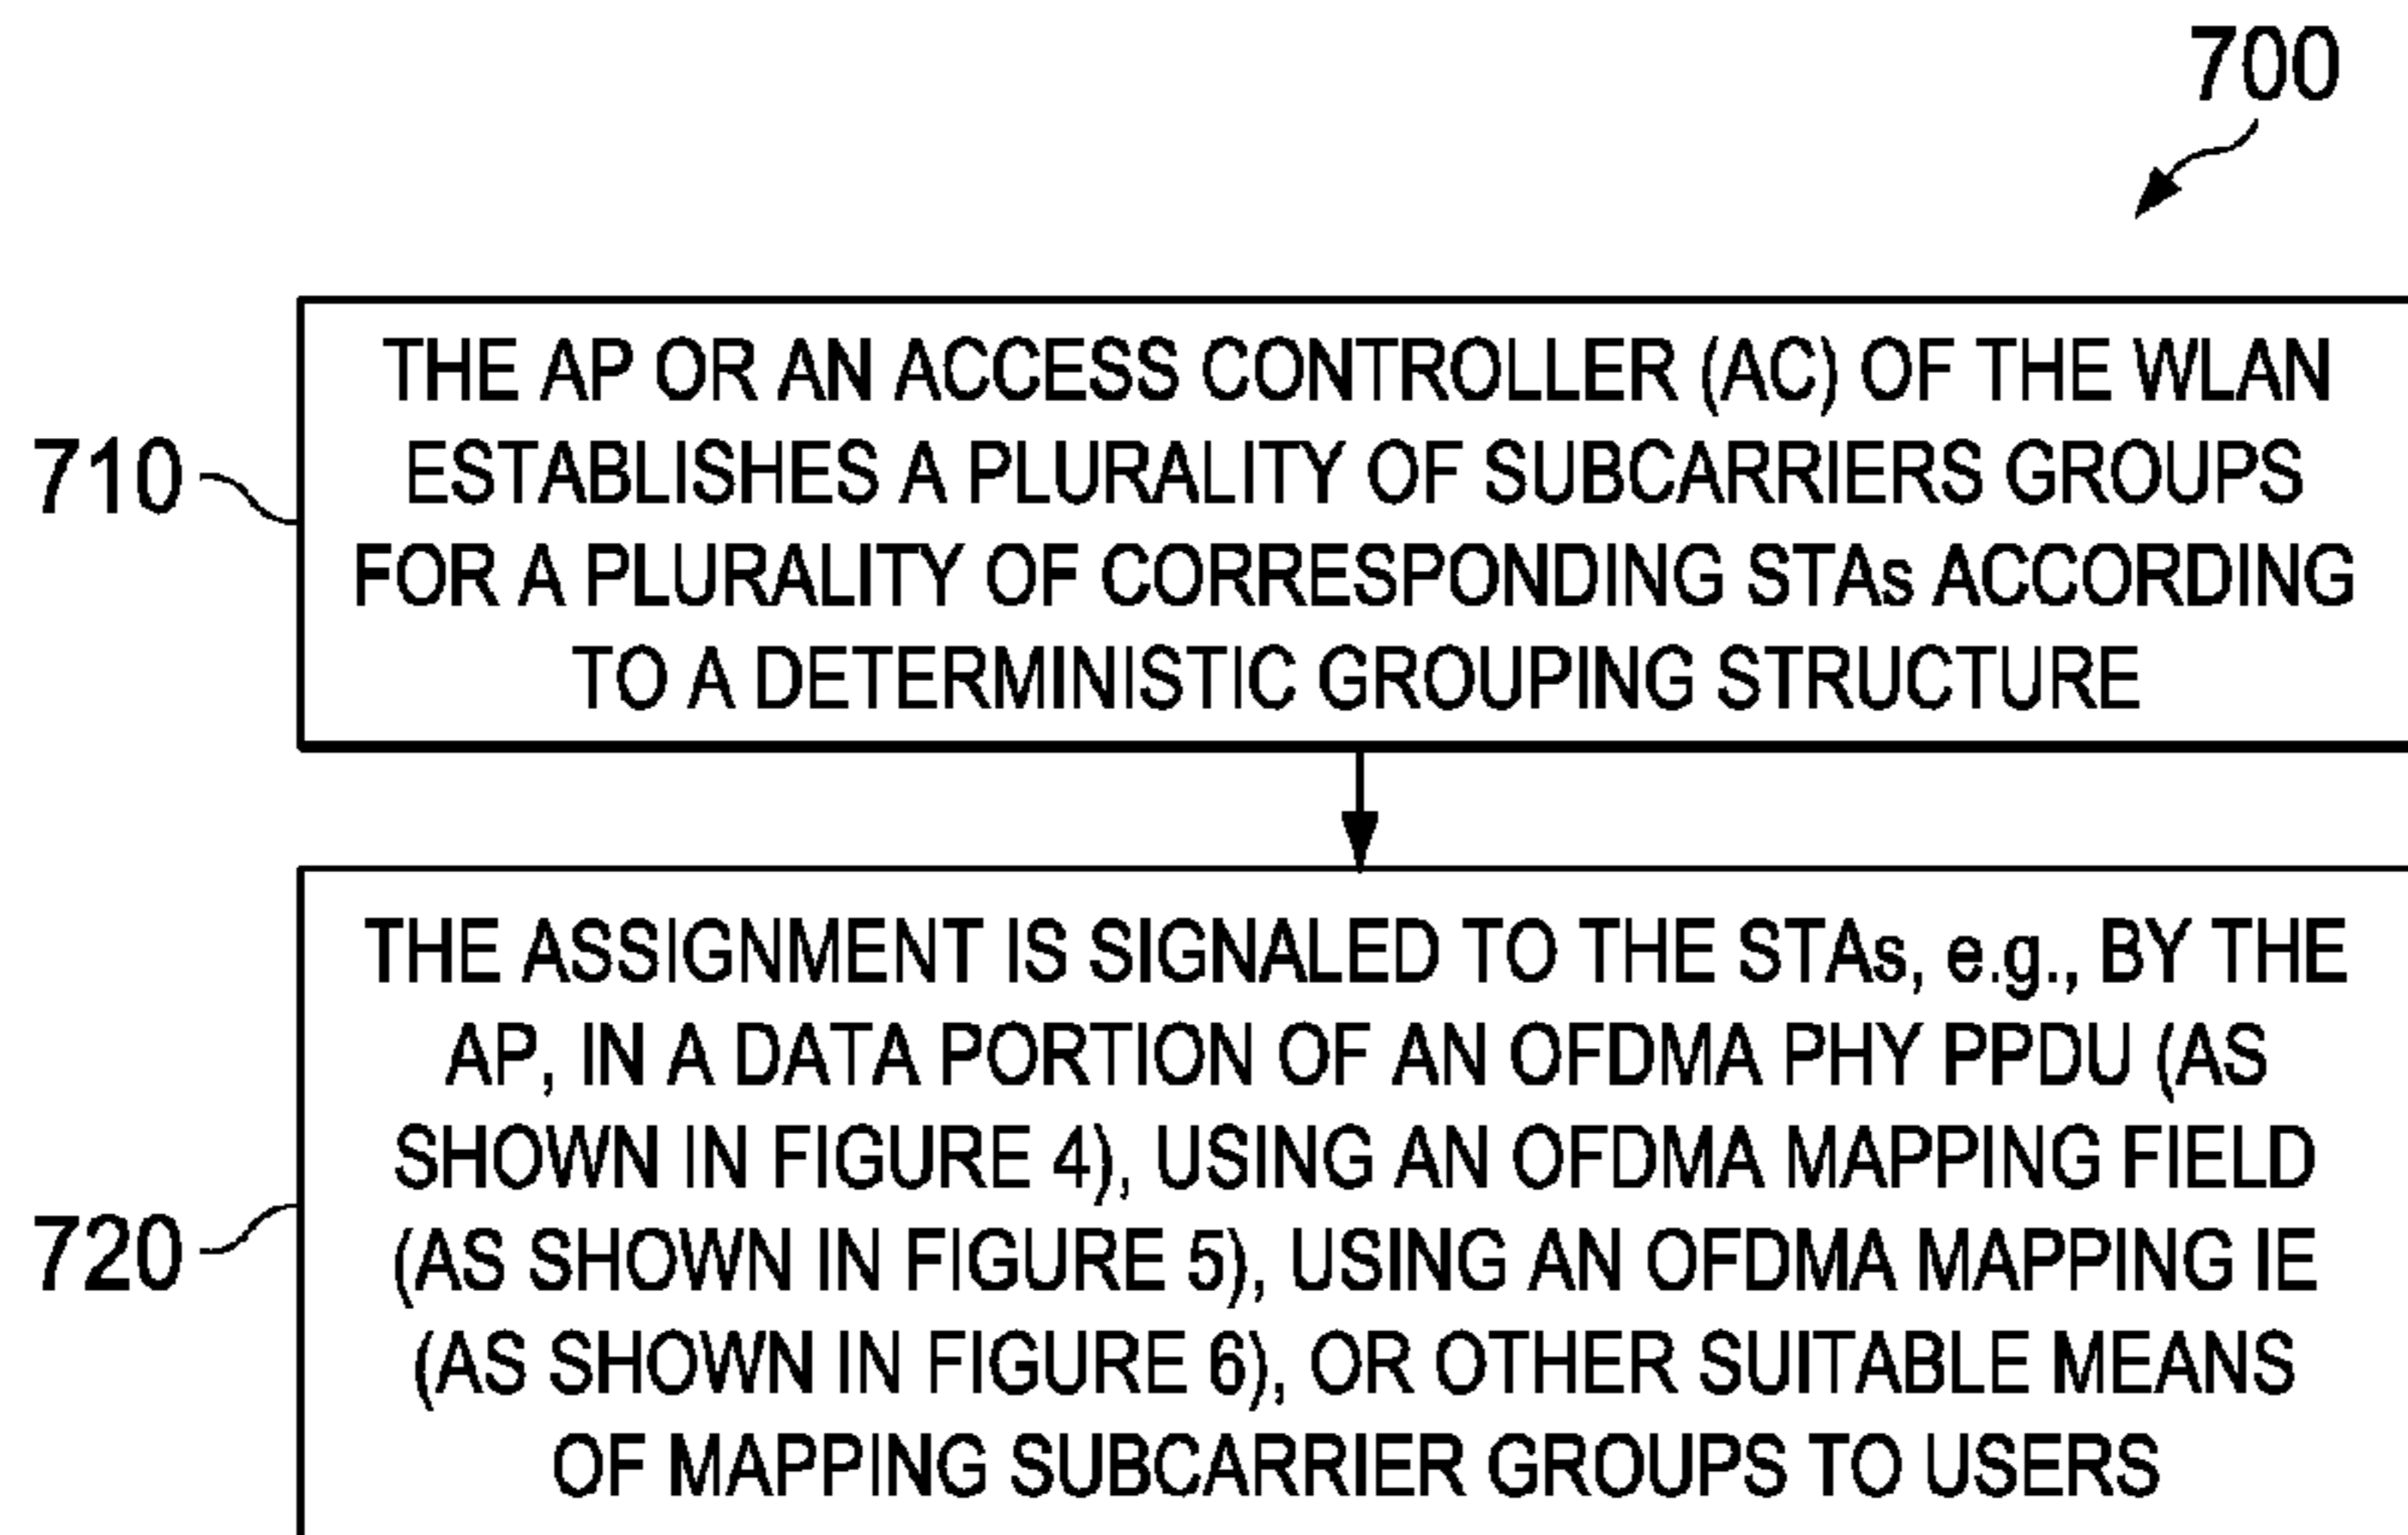 700
710
THE AP OR AN ACCESS CONTROLLER (AC) OF THE WLAN
ESTABLISHES A PLURALITY OF SUBCARRIERS GROUPS
FOR A PLURALITY OF CORRESPONDING STAs ACCORDING
TO A DETERMINISTIC GROUPING STRUCTURE
720
THE ASSIGNMENT IS SIGNALED TO THE STAs, e.g., BY THE
AP, IN A DATA PORTION OF AN OFDMA PHY PPDU (AS
SHOWN IN FIGURE 4), USING AN OFDMA MAPPING FIELD
(AS SHOWN IN FIGURE 5), USING AN OFDMA MAPPING IE
(AS SHOWN IN FIGURE 6), OR OTHER SUITABLE MEANS
OF MAPPING SUBCARRIER GROUPS TO USERS